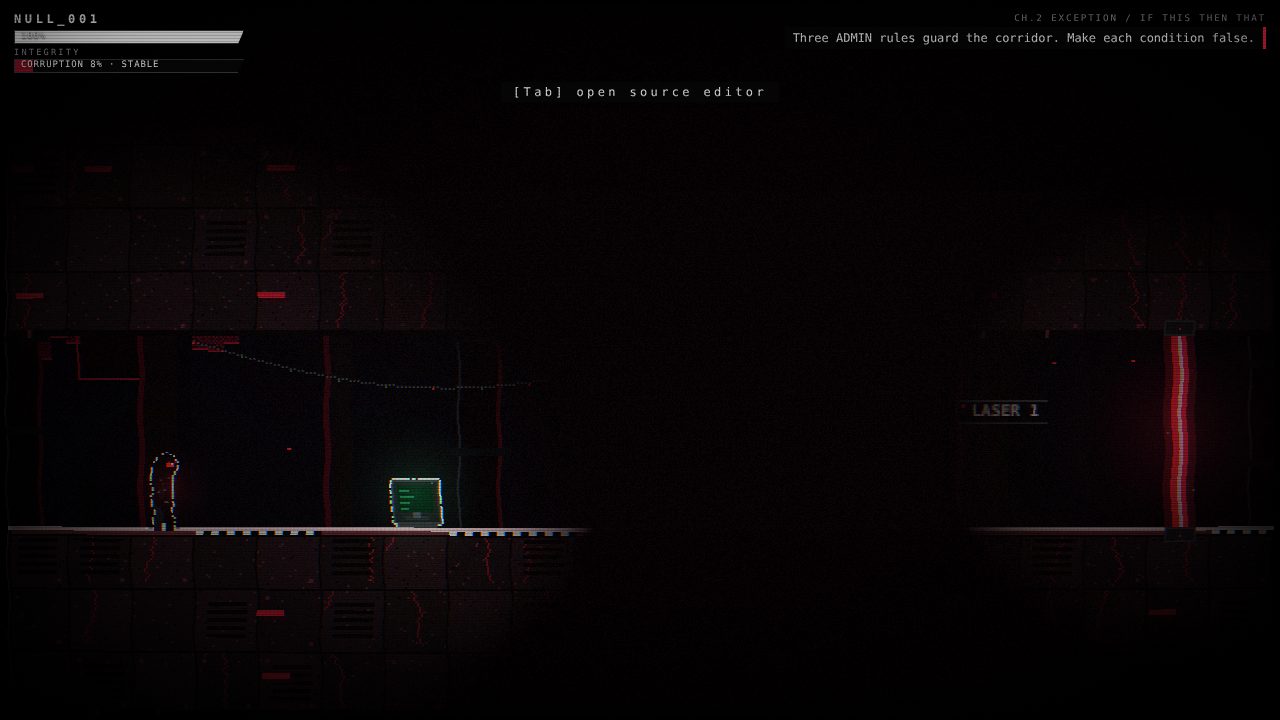 NULL_001
100%
INTEGRITY
CORRUPTION 8% · STABLE
CH.2 EXCEPTION / IF THIS THEN THAT
Three ADMIN rules guard the corridor. Make each condition false.
[Tab] open source editor
LASER 1